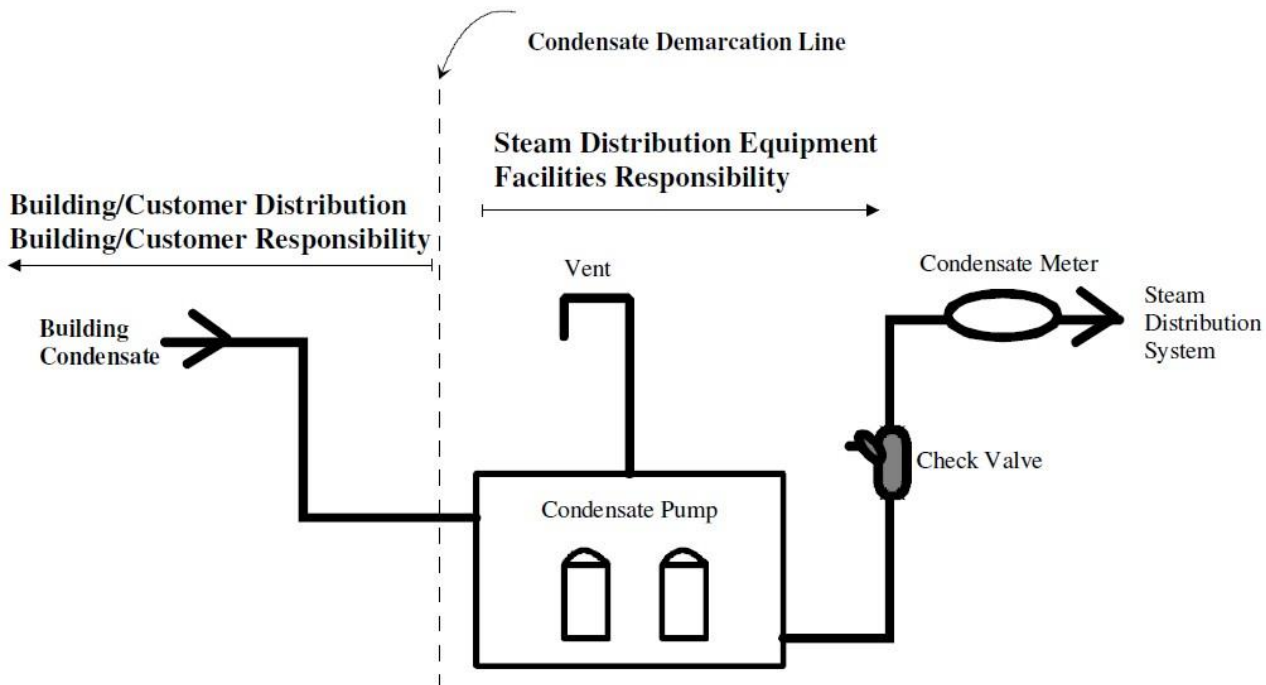 Condensate Demarcation Line
Steam Distribution Equipment
Facilities Responsibility
Building/Customer Distribution
Building/Customer Responsibility
Vent
Condensate Meter
Steam
Distribution
System
Building
Condensate
Check Valve
Condensate Pump